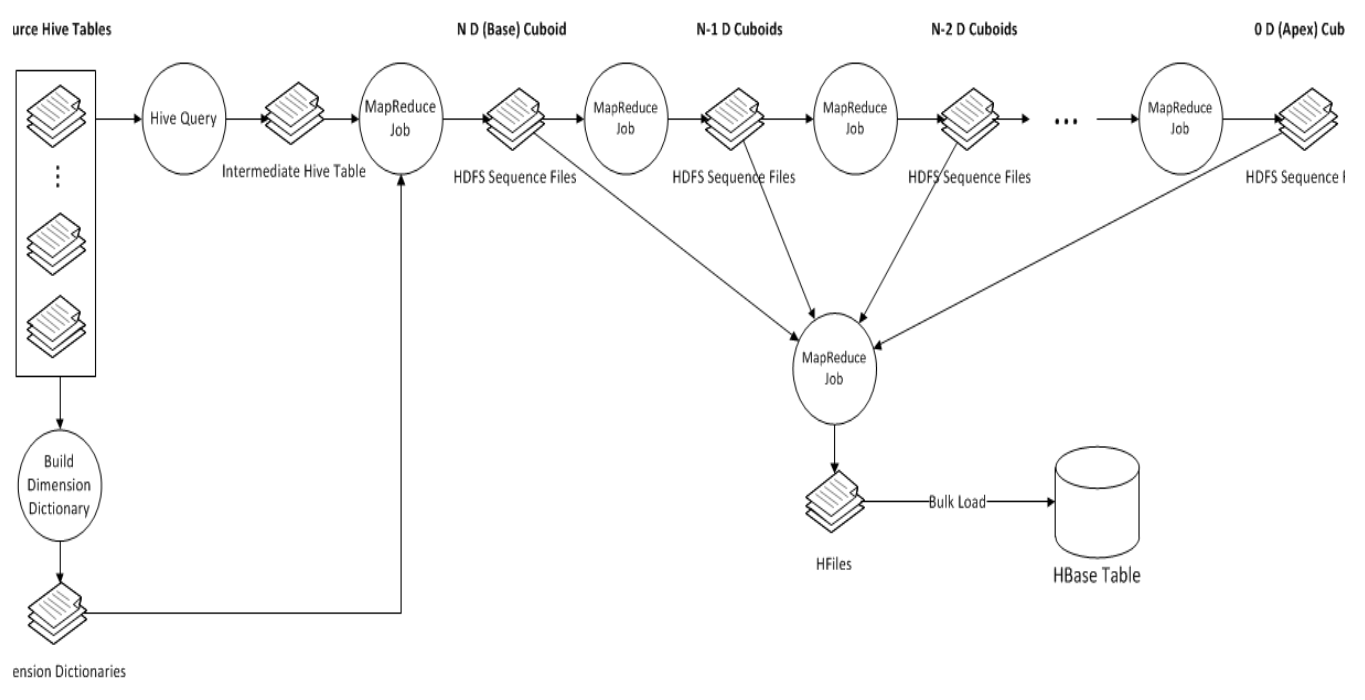 urce Hive Tables
N D (Base) Cuboid
N-1 D Cuboids
N-2 D Cuboids
0 D (Apex) Cub
Hive Query
Intermediate Hive Table
MapReduce
Job
HDFS Sequence Files
MapReduce
Job
HDFS Sequence Files
MapReduce
Job
HDFS Sequence Files
...
MapReduce
Job
HDFS Sequence F
MapReduce
Job
Build
Dimension
Dictionary
Bulk Load
HFiles
HBase Table
ension Dictionaries